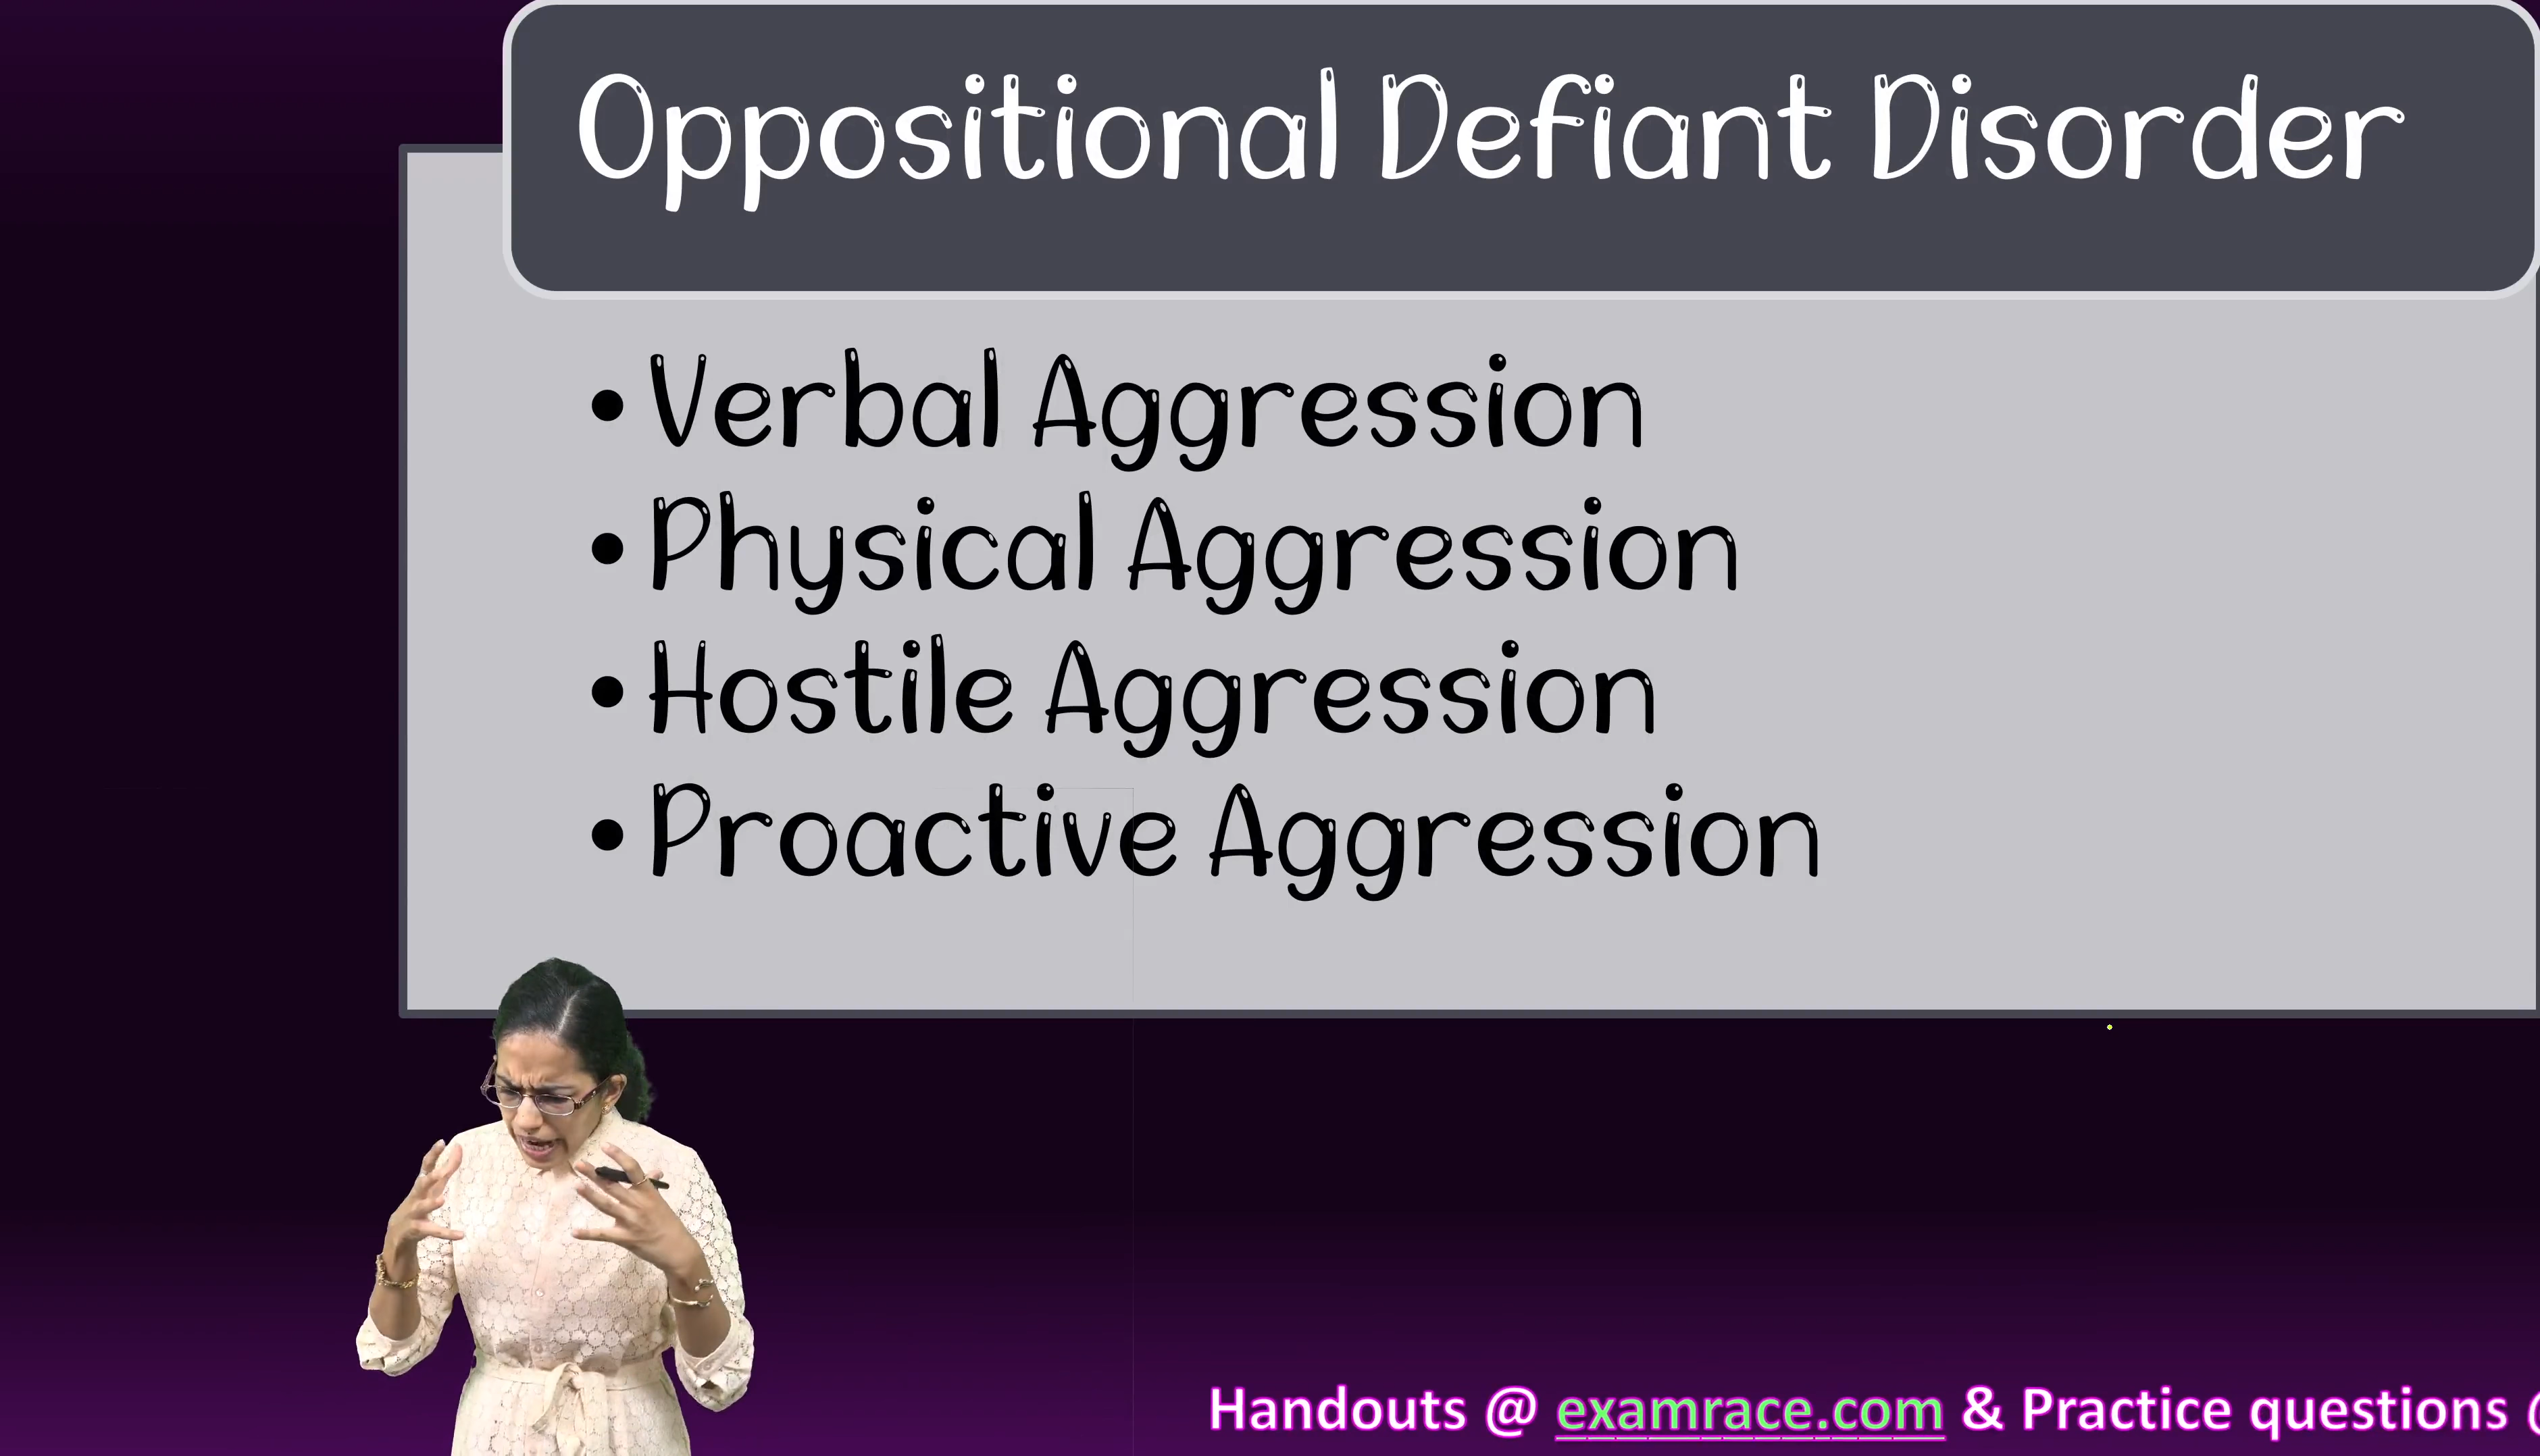 Oppositional Defiant Disorder
• Verbal Aggression
• Physical Aggression
• Hostile Aggression
• Proactive Aggression
Handouts @ examrace.com & Practice questions @